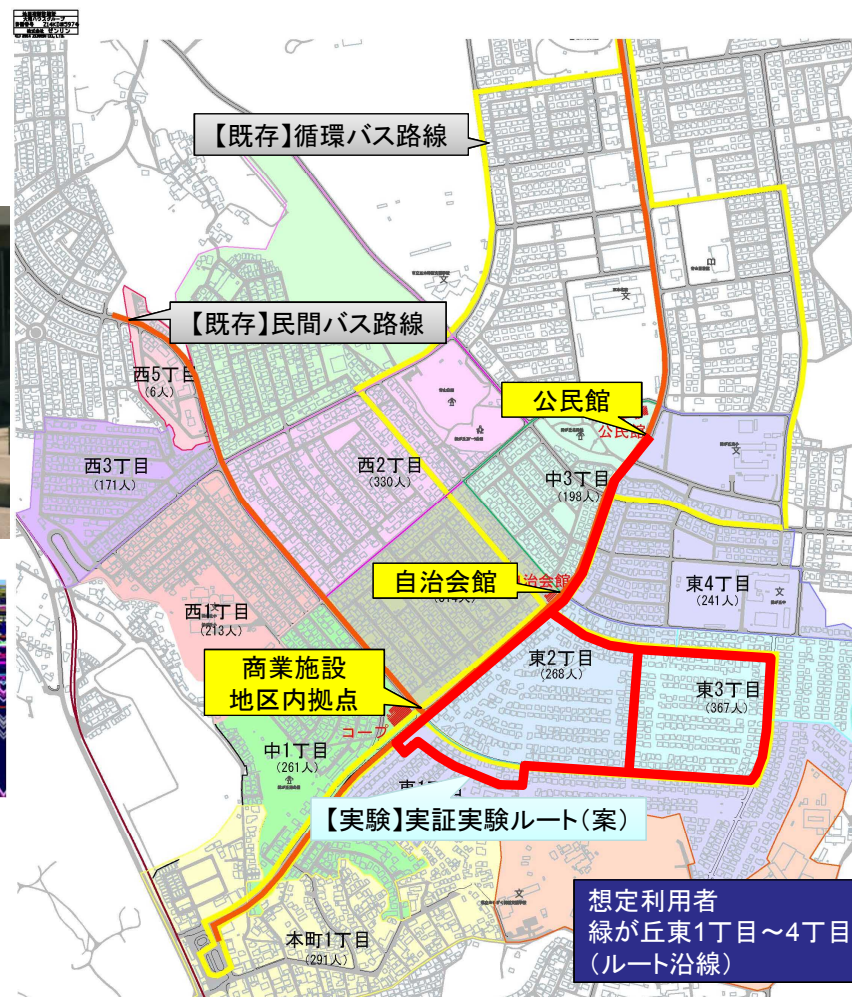 【既存】循環バス路線
【既存】民間バス路線
西5丁目
(6人)
公民館
公民館
西3丁目
(171人)
西2丁目
(330人)
中3丁目
(198人)
自治会館
自治会館
東4丁目
(241人)
西1丁目
(213人)
東2丁目
(268人)
商業施設
地区内拠点
東3丁目
(367人)
コープ
中1丁目
(261人)
【実験】実証実験ルート(案)
本町1丁目
(291人)
想定利用者
緑が丘東1丁目～4丁目
(ルート沿線)